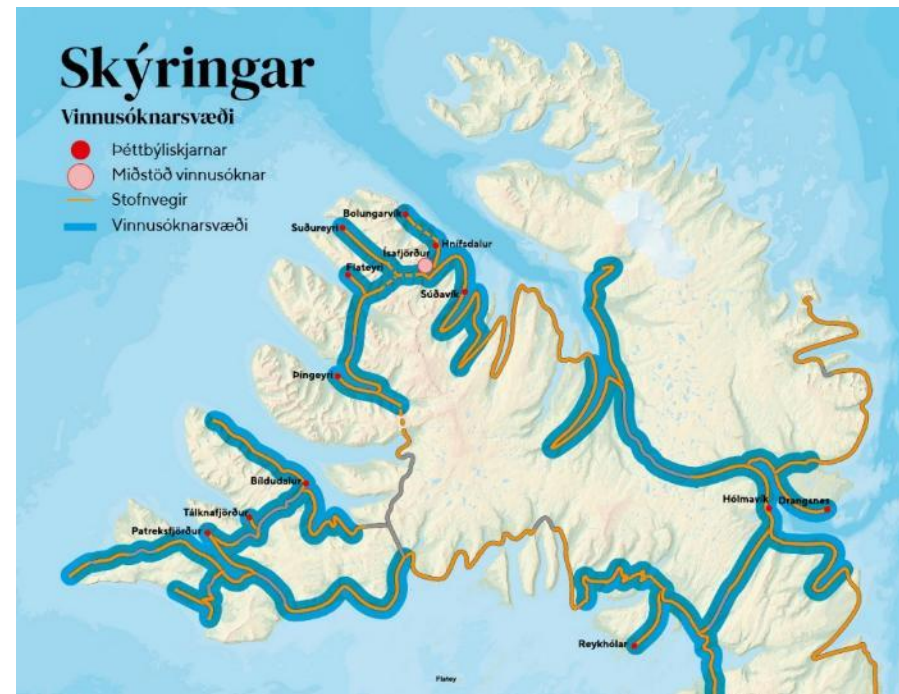 Skýringar
Vinnusóknarsvæði
Þéttbýliskjarnar
Miðstöð vinnusóknar
Stofnvegir
Vinnusóknarsvæði
Bolungarvík
Suðureyri
Hnífsdalur
Ísafjörður
Flateyri
Súðavík
Þingeyri
Bíldudalur
Tálknafjörður
Patreksfjörður
Hólmavík
Drangsnes
Reykhólar
Flatey